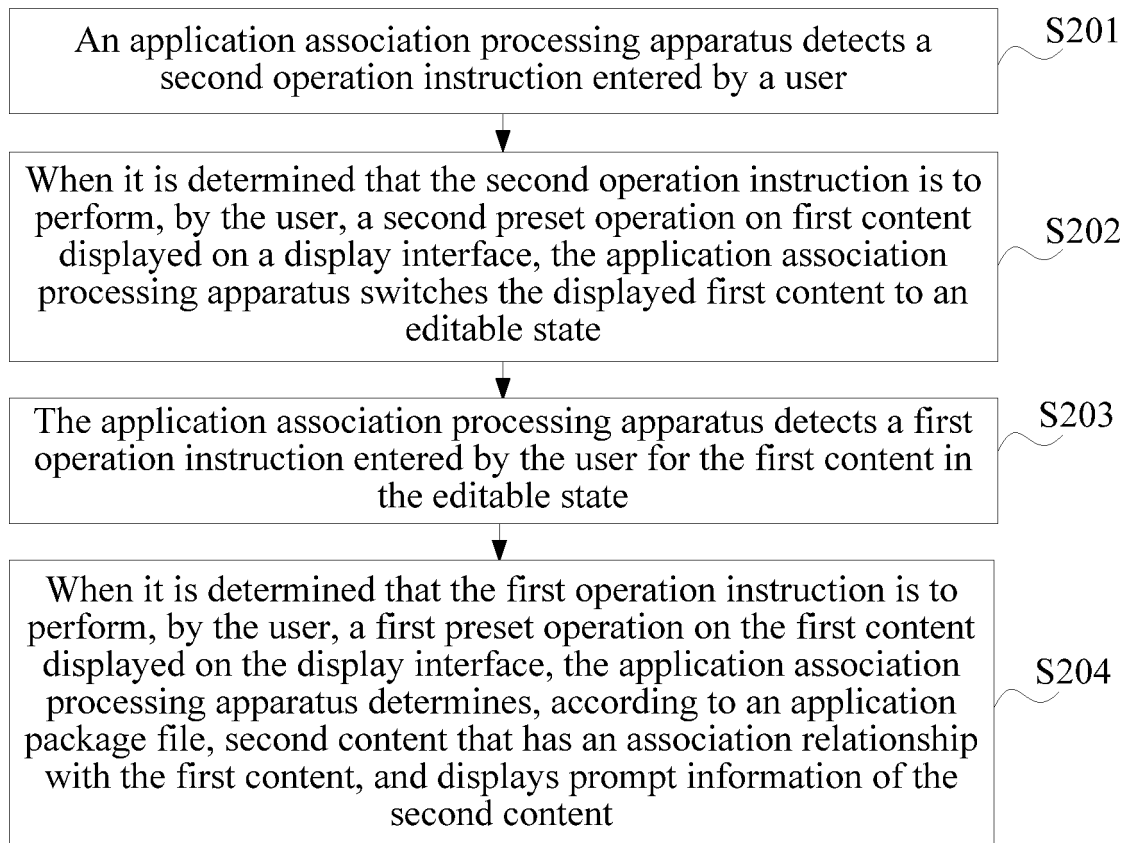 An application association processing apparatus detects a
second operation instruction entered by a user
S201
When it is determined that the second operation instruction is to
perform, by the user, a second preset operation on first content
displayed on a display interface, the application association
processing apparatus switches the displayed first content to an
editable state
S202
The application association processing apparatus detects a first
operation instruction entered by the user for the first content in
the editable state
S203
When it is determined that the first operation instruction is to
perform, by the user, a first preset operation on the first content
displayed on the display interface, the application association
processing apparatus determines, according to an application
package file, second content that has an association relationship
with the first content, and displays prompt information of the
second content
S204